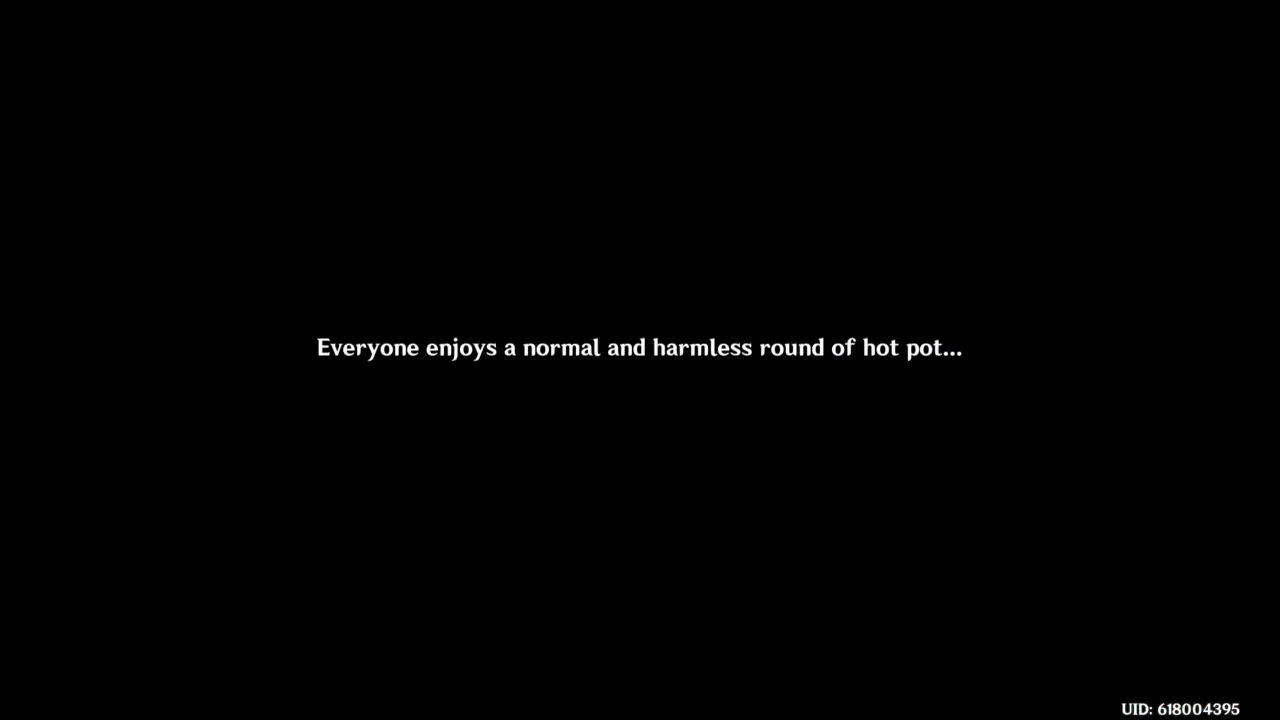 Everyone enjoys a normal and harmless round of hot pot...
UID: 618004395